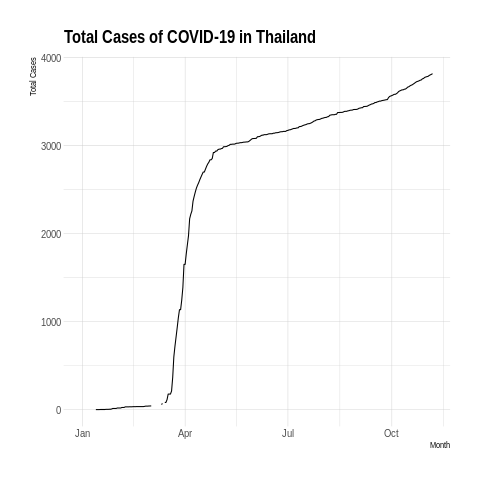 Total Cases of COVID-19 in Thailand
Total Cases
4000
3000
2000
1000
0
Jan Apr Jul Oct
Month